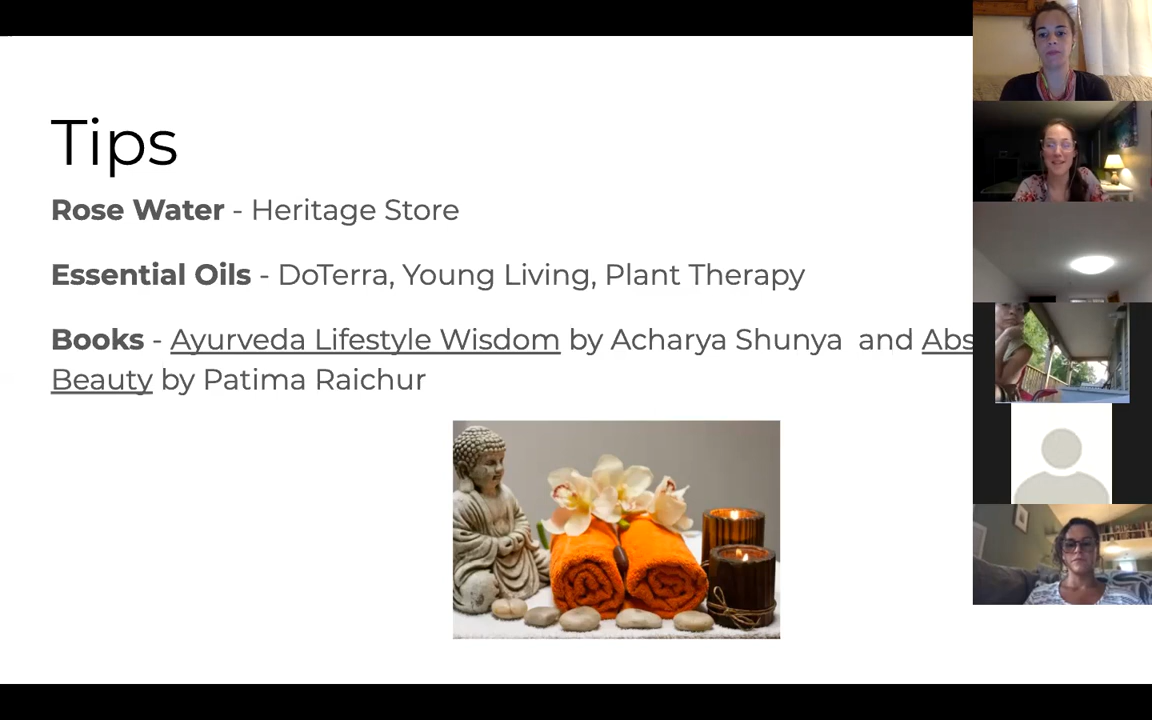 Tips
Rose Water - Heritage Store
Essential Oils - DoTerra, Young Living, Plant Therapy
Books - Ayurveda Lifestyle Wisdom by Acharya Shunya and Abs
Beauty by Patima Raichur